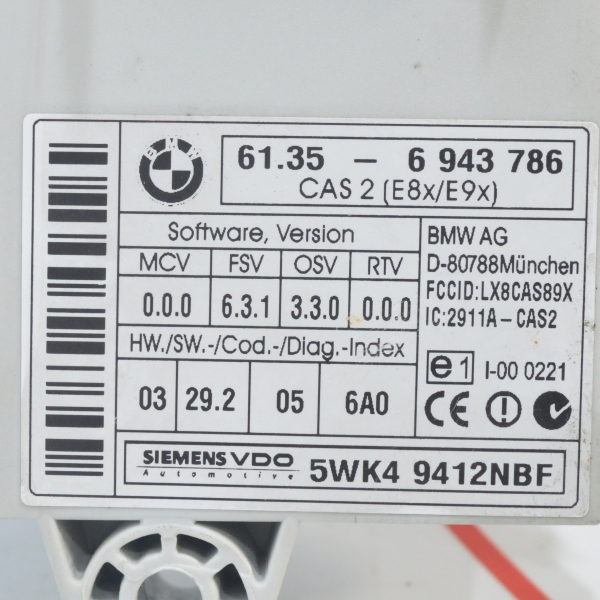 BMW
61.35 – 6 943 786
CAS 2 (E8x/E9x)
Software, Version
MCV FSV OSV RTV
0.0.0 6.3.1 3.3.0 0.0.0
HW./SW.-/Cod.-/Diag.-Index
03 29.2 05 6A0
BMW AG
D-80788München
FCCID:LX8CAS89X
IC:2911A-CAS2
e1 I-00 0221
CE
SIEMENS VDO
Automotive
5WK4 9412NBF